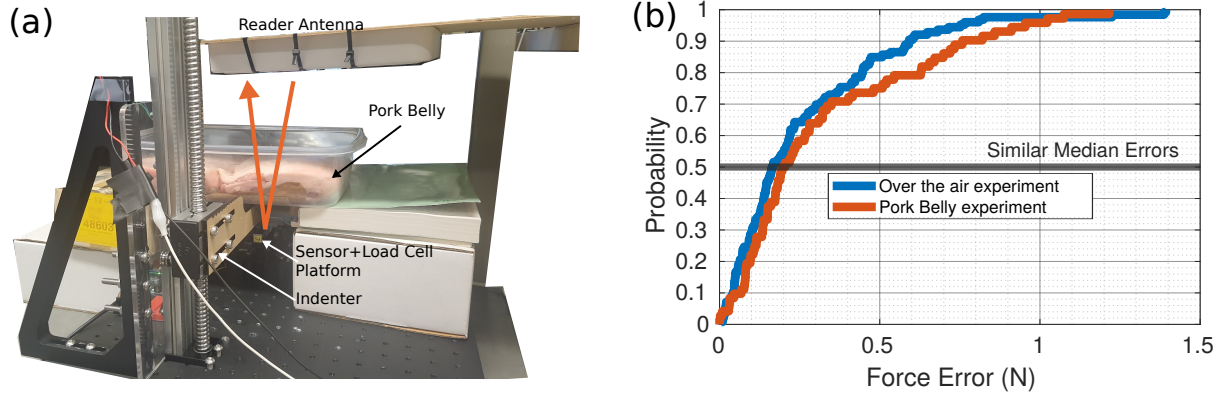 (a)
Reader Antenna
Pork Belly
48603
Sensor+Load Cell
Platform
Indenter
(b)
Probability
1
0.9
0.8
0.7
0.6
0.5
0.4
0.3
0.2
0.1
0
Similar Median Errors
Over the air experiment
Pork Belly experiment
0
0.5
1
1.5
Force Error (N)